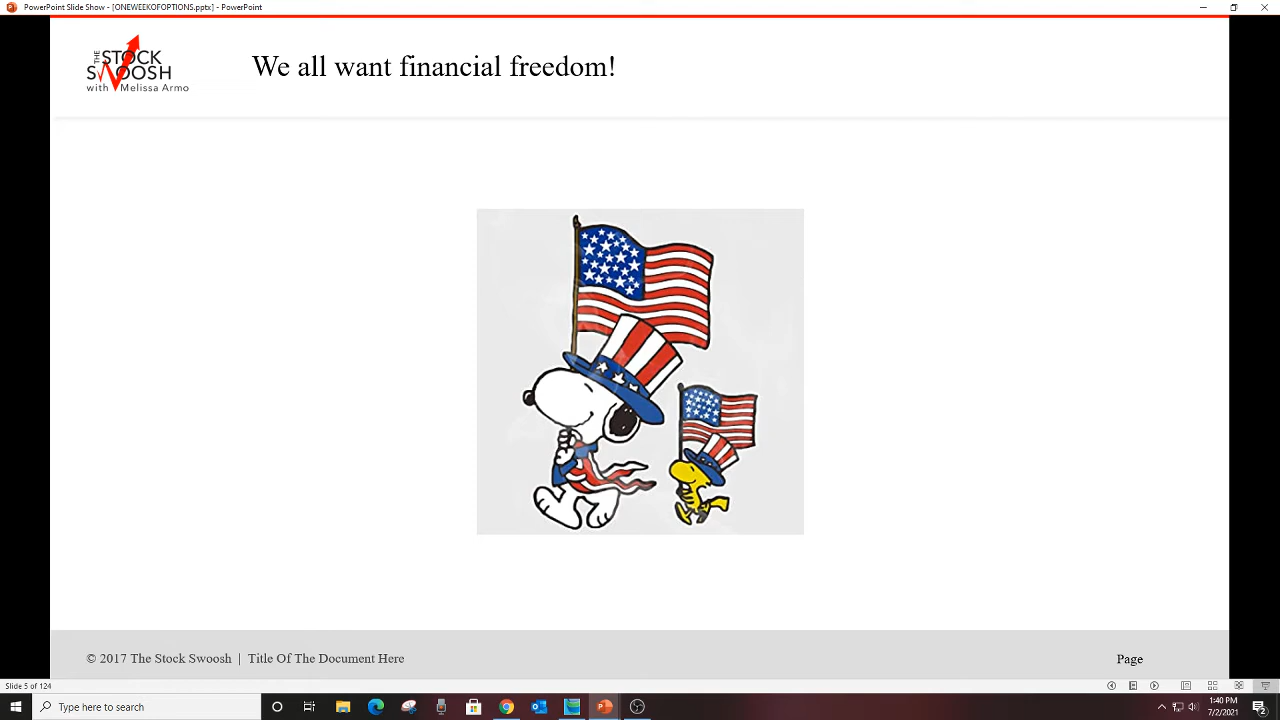 PowerPoint Slide Show - [ONEWEEKOFOPTIONS.pptx] - PowerPoint
THE
STOCK
SWOOSH
with Melissa Armo
We all want financial freedom!
© 2017 The Stock Swoosh | Title Of The Document Here
Page
Slide 5 of 124
Type here to search
1:40 PM
7/2/2021
2